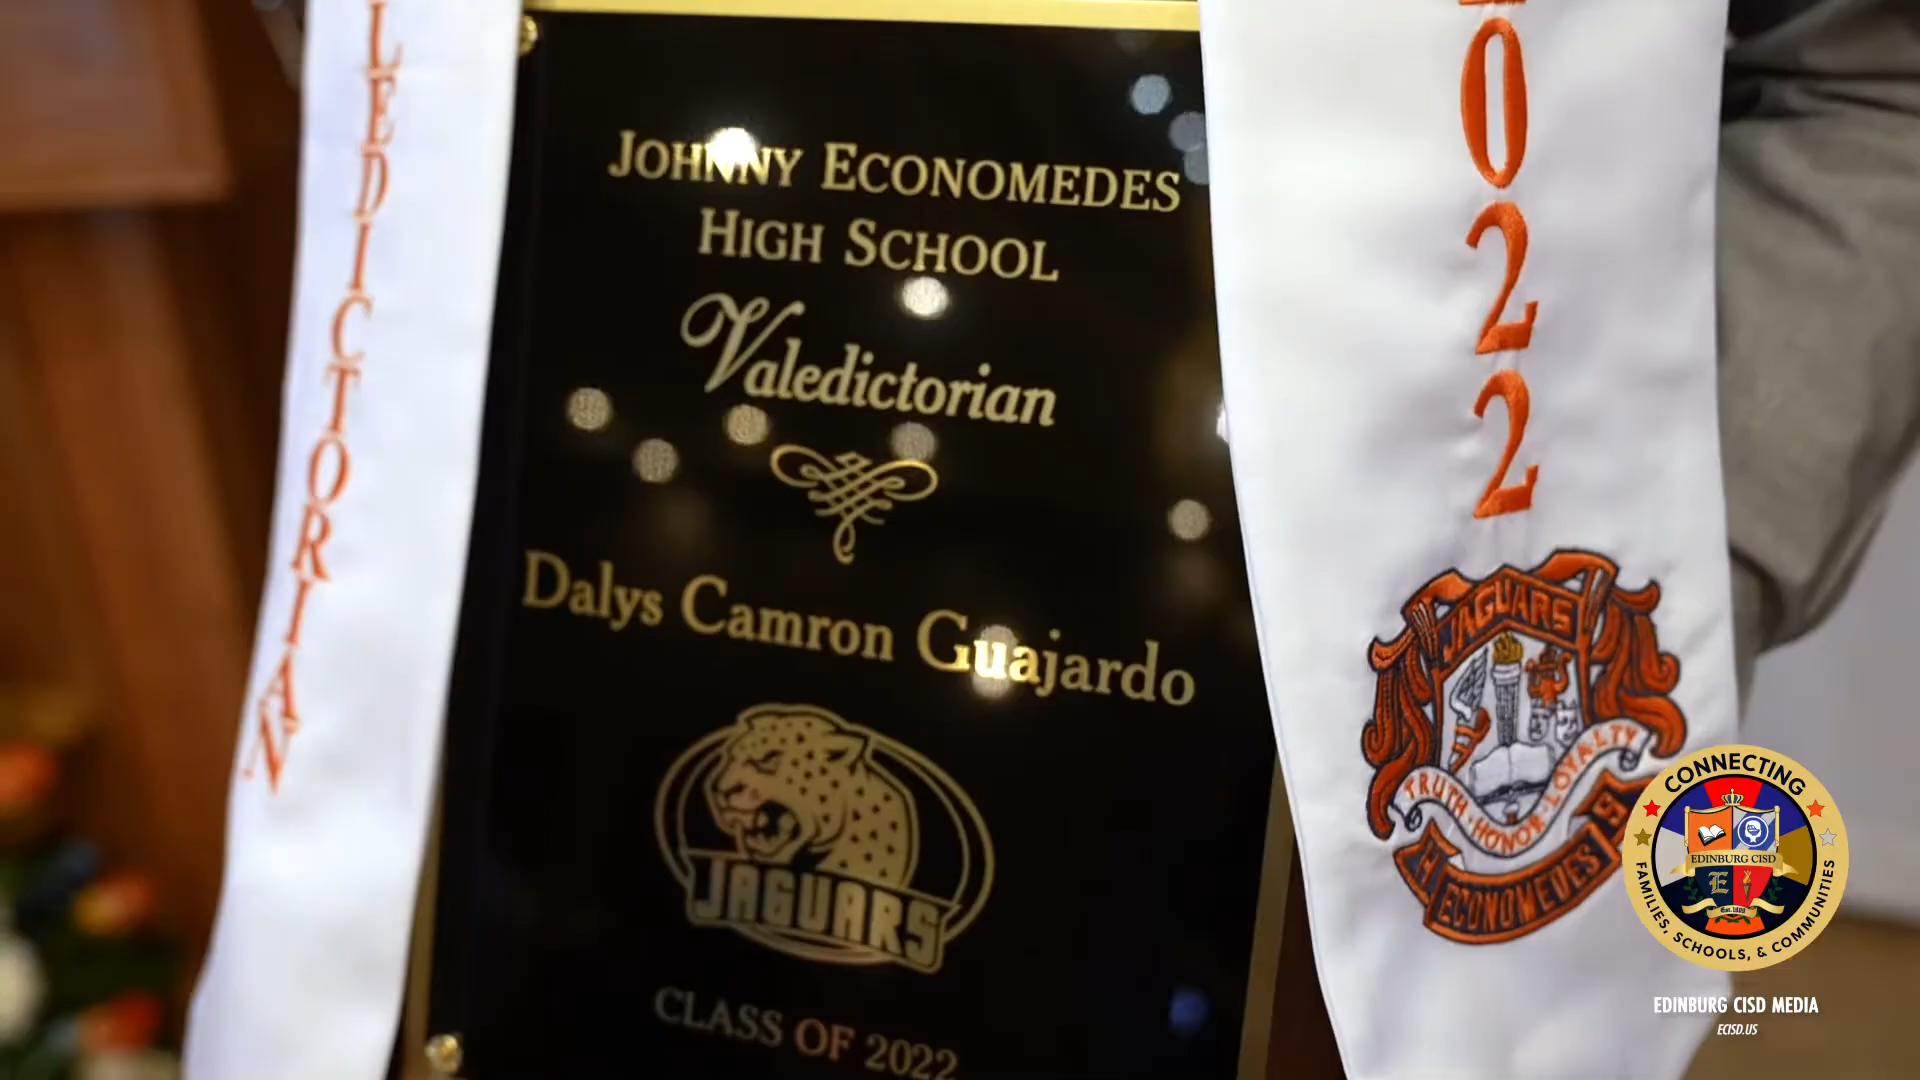 LEDICTORIAN
JOHNNY ECONOMEDES
HIGH SCHOOL
Valedictorian
Dalys Camron Guajardo
JAGUARS
CLASS OF 2022
2022
JAGUARS
TRUTH · HONOR · LOYALTY
ECONOMEDES
CONNECTING
EDINBURG CISD
E
FAMILIES, SCHOOLS, & COMMUNITIES
EDINBURG CISD MEDIA
ECISD.US